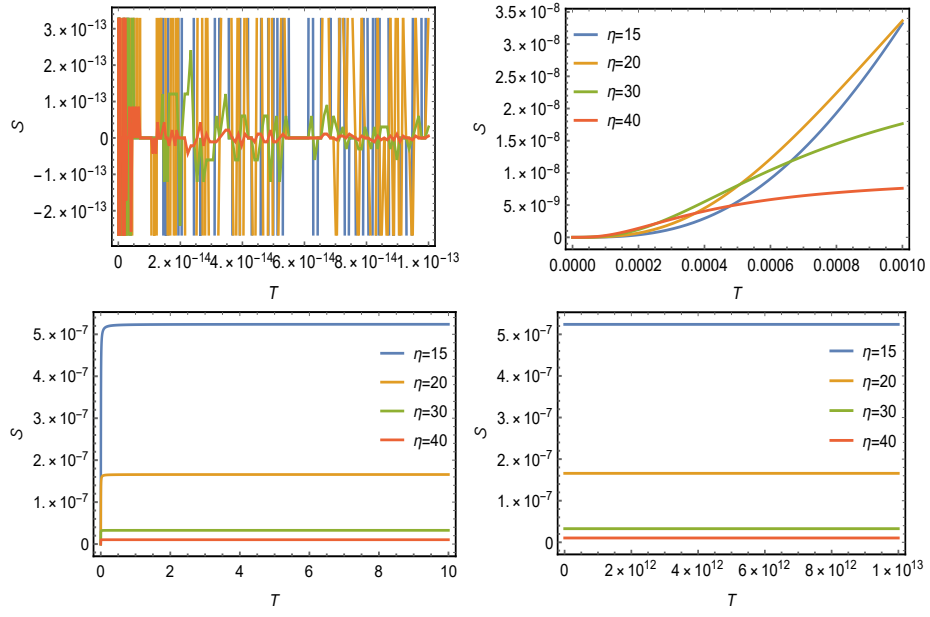 3. × 10⁻¹³
2. × 10⁻¹³
1. × 10⁻¹³
0
−1. × 10⁻¹³
−2. × 10⁻¹³
S
0 2. × 10⁻¹⁴ 4. × 10⁻¹⁴ 6. × 10⁻¹⁴ 8. × 10⁻¹⁴ 1. × 10⁻¹³
T
3.5 × 10⁻⁸
3. × 10⁻⁸
2.5 × 10⁻⁸
2. × 10⁻⁸
1.5 × 10⁻⁸
1. × 10⁻⁸
5. × 10⁻⁹
0
S
η=15
η=20
η=30
η=40
0.0000 0.0002 0.0004 0.0006 0.0008 0.0010
T
5. × 10⁻⁷
4. × 10⁻⁷
3. × 10⁻⁷
2. × 10⁻⁷
1. × 10⁻⁷
0
S
η=15
η=20
η=30
η=40
0 2 4 6 8 10
T
5. × 10⁻⁷
4. × 10⁻⁷
3. × 10⁻⁷
2. × 10⁻⁷
1. × 10⁻⁷
0
S
η=15
η=20
η=30
η=40
0 2 × 10¹² 4 × 10¹² 6 × 10¹² 8 × 10¹² 1 × 10¹³
T